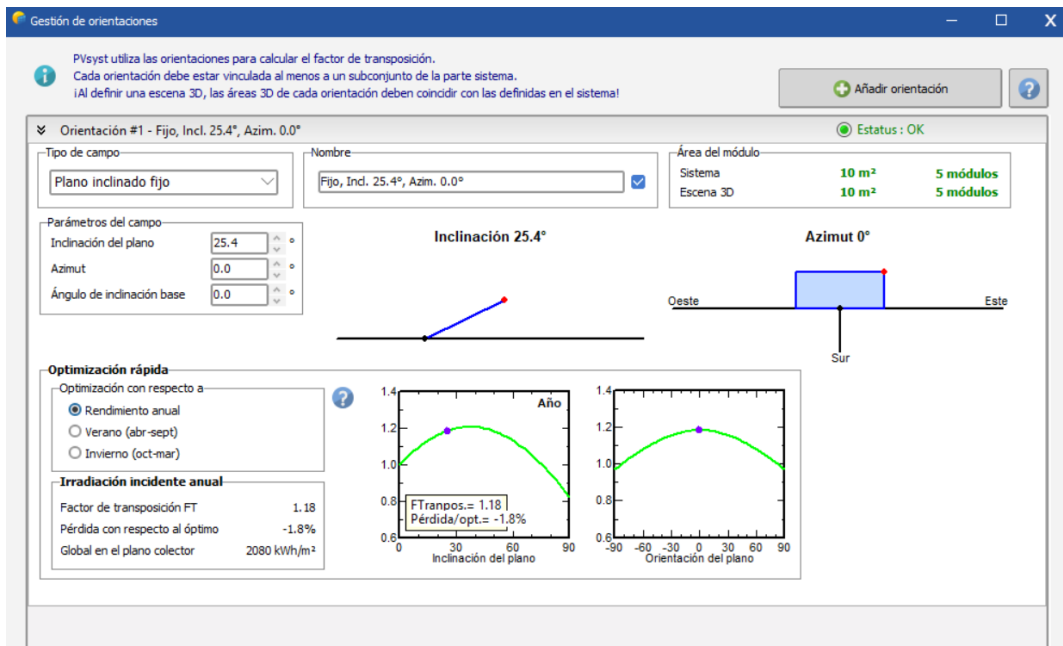 Gestión de orientaciones
PVsyst utiliza las orientaciones para calcular el factor de transposición.
Cada orientación debe estar vinculada al menos a un subconjunto de la parte sistema.
¡Al definir una escena 3D, las áreas 3D de cada orientación deben coincidir con las definidas en el sistema!
Añadir orientación
?
Orientación #1 - Fijo, Incl. 25.4°, Azim. 0.0°
Estatus : OK
Tipo de campo
Plano inclinado fijo
Nombre
Fijo, Incl. 25.4°, Azim. 0.0°
Área del módulo
Sistema 10 m² 5 módulos
Escena 3D 10 m² 5 módulos
Parámetros del campo
Inclinación del plano 25.4 °
Azimut 0.0 °
Ángulo de inclinación base 0.0 °
Inclinación 25.4°
Azimut 0°
Oeste
Este
Sur
Optimización rápida
Optimización con respecto a
Rendimiento anual
Verano (abr-sept)
Invierno (oct-mar)
?
Irradiación incidente anual
Factor de transposición FT 1.18
Pérdida con respecto al óptimo -1.8%
Global en el plano colector 2080 kWh/m²
Año
1.4
1.2
1.0
0.8
0.6
FTranpos.= 1.18
Pérdida/opt.= -1.8%
0 30 60 90
Inclinación del plano
1.4
1.2
1.0
0.8
0.6
-90 -60 -30 0 30 60 90
Orientación del plano